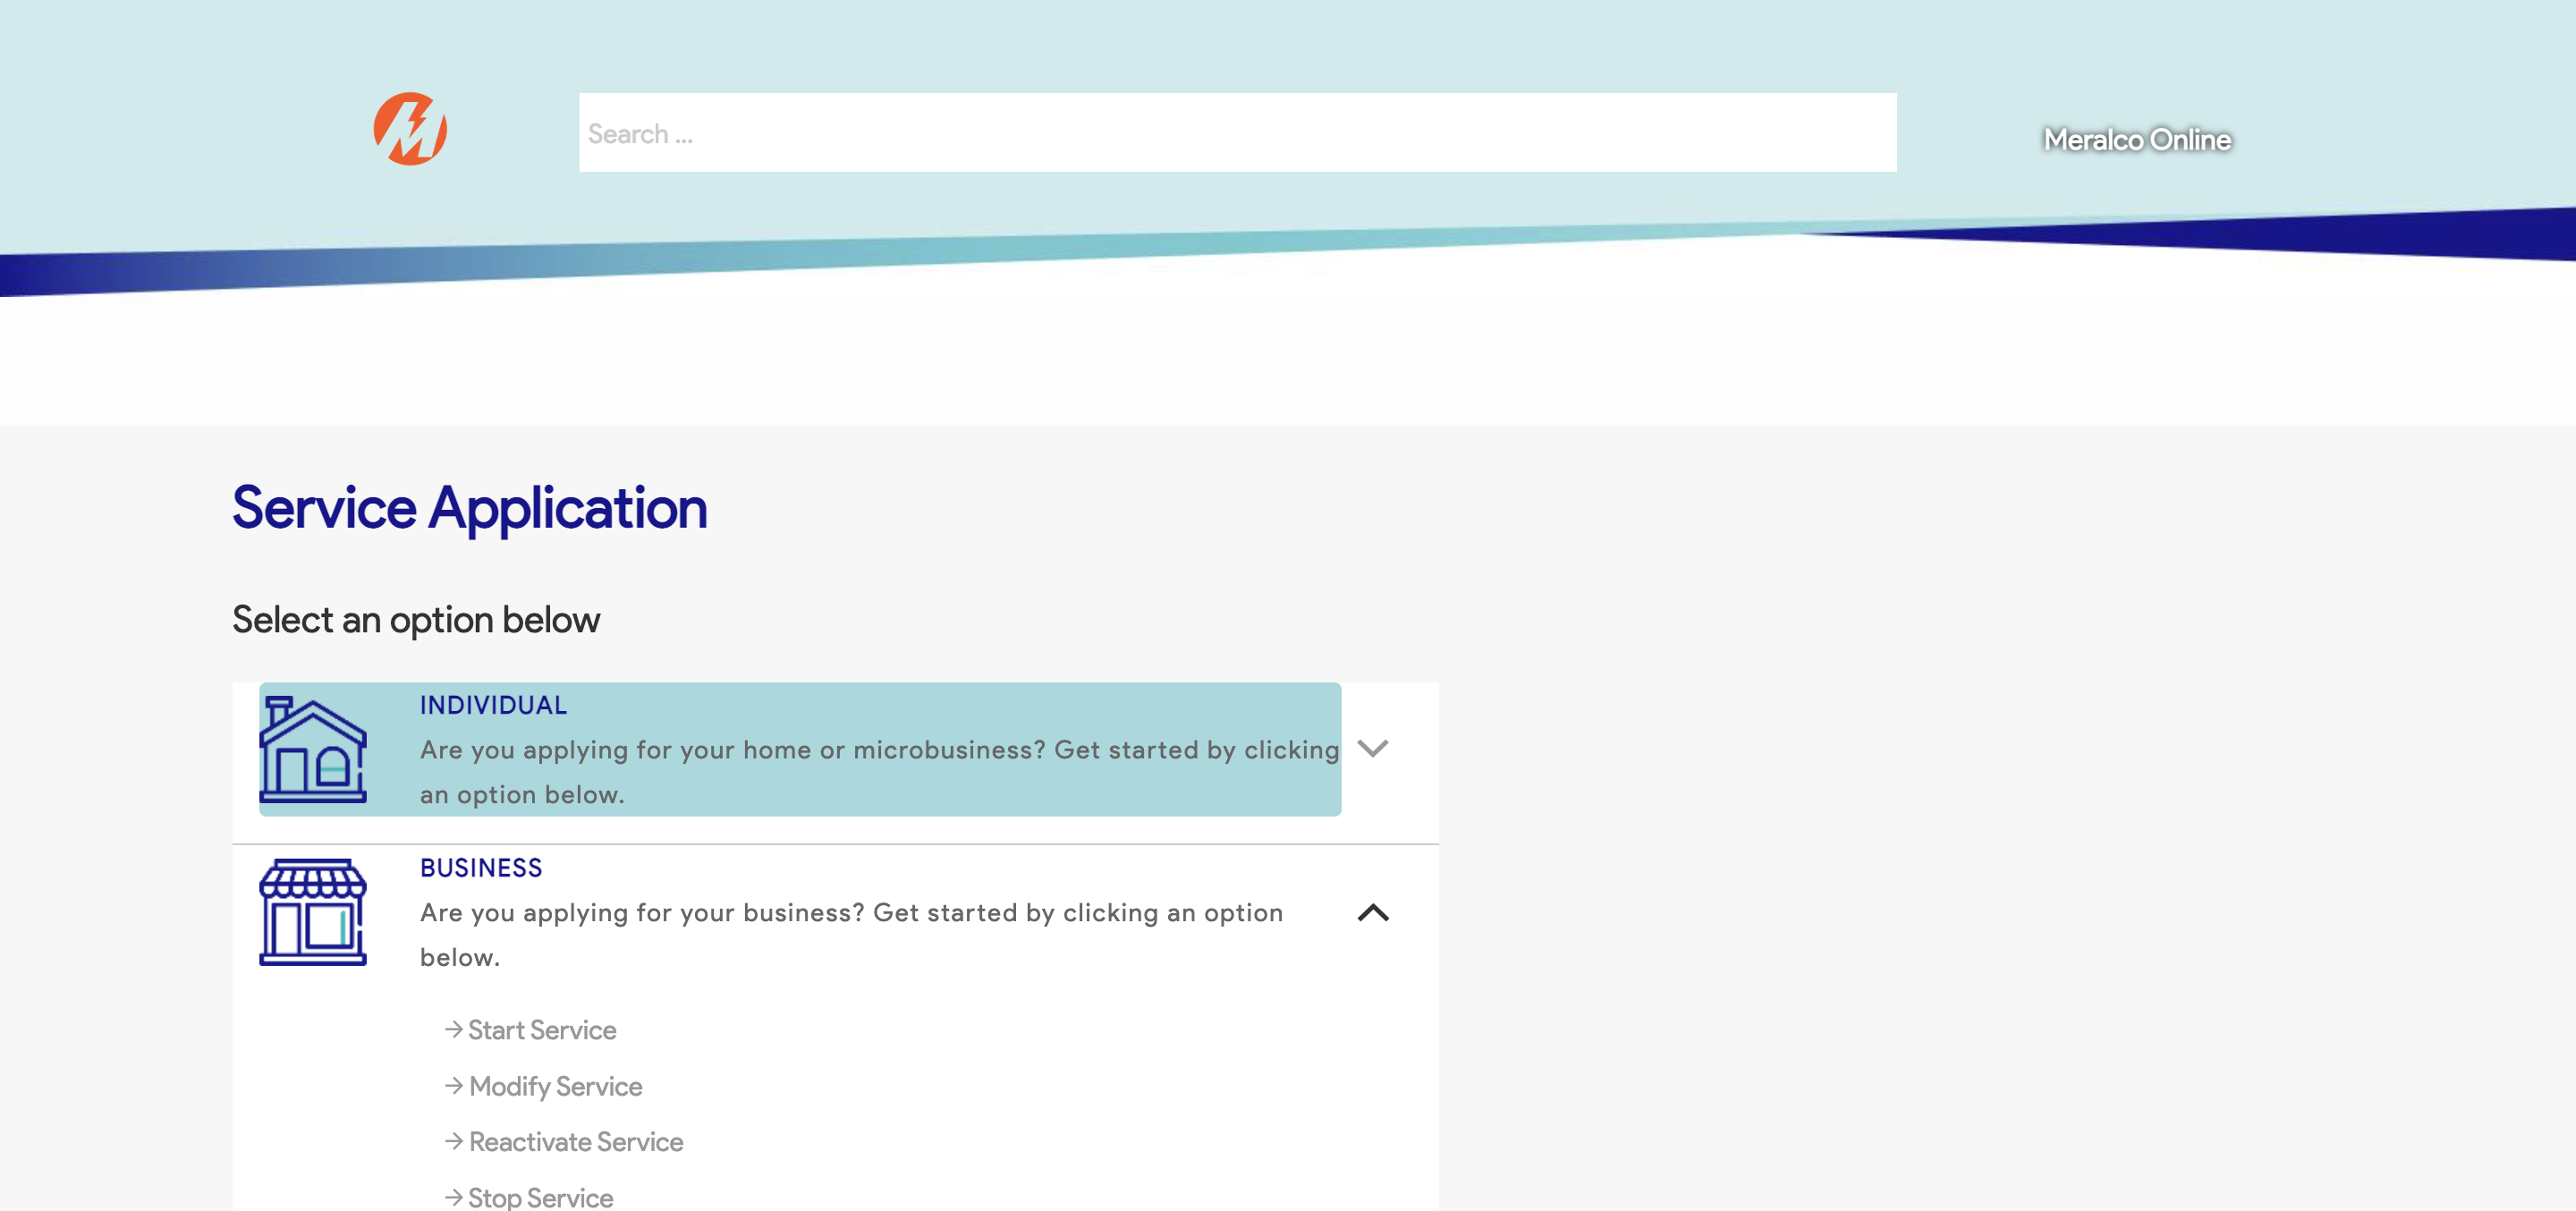 Search ...
Meralco Online
Service Application
Select an option below
INDIVIDUAL
Are you applying for your home or microbusiness? Get started by clicking
an option below.
BUSINESS
Are you applying for your business? Get started by clicking an option
below.
→ Start Service
→ Modify Service
→ Reactivate Service
→ Stop Service